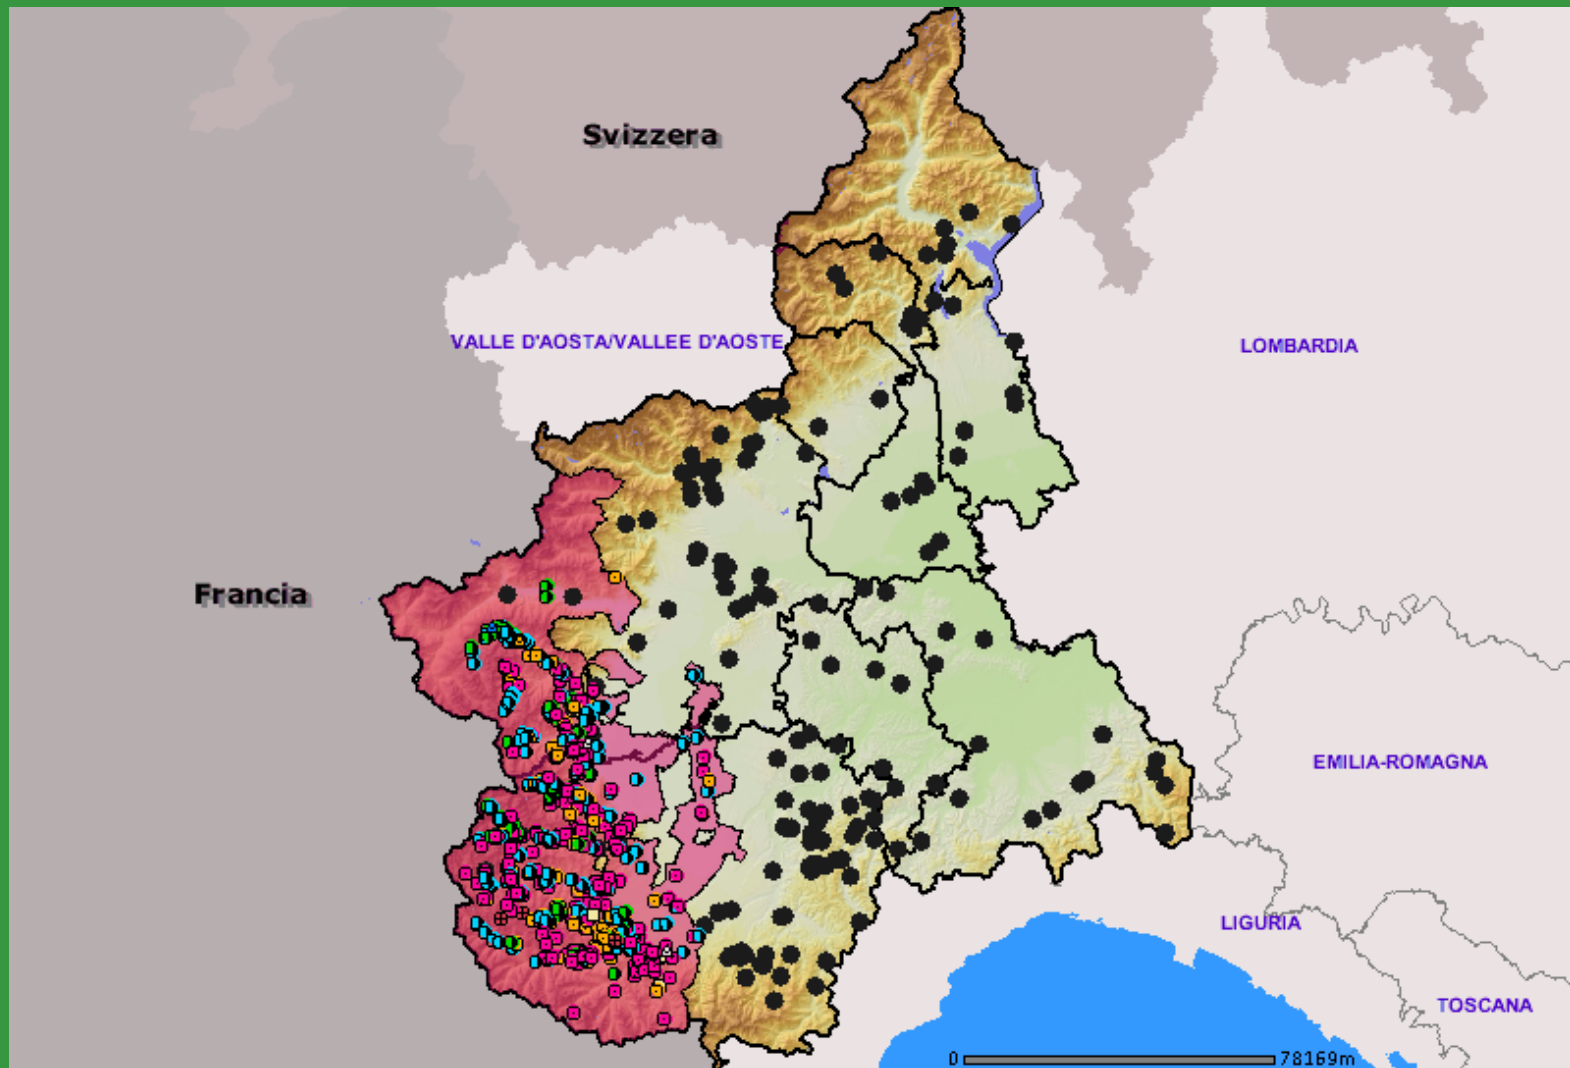 Svizzera
VALLE D'AOSTA/VALLEE D'AOSTE
LOMBARDIA
Francia
EMILIA-ROMAGNA
LIGURIA
TOSCANA
0 78169m